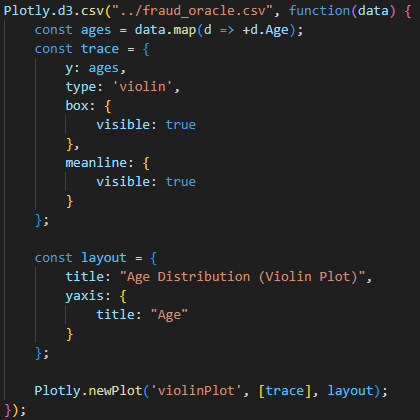 Plotly.d3.csv("../fraud_oracle.csv", function(data) {
    const ages = data.map(d => +d.Age);
    const trace = {
        y: ages,
        type: 'violin',
        box: {
            visible: true
        },
        meanline: {
            visible: true
        }
    };

    const layout = {
        title: "Age Distribution (Violin Plot)",
        yaxis: {
            title: "Age"
        }
    };

    Plotly.newPlot('violinPlot', [trace], layout);
});